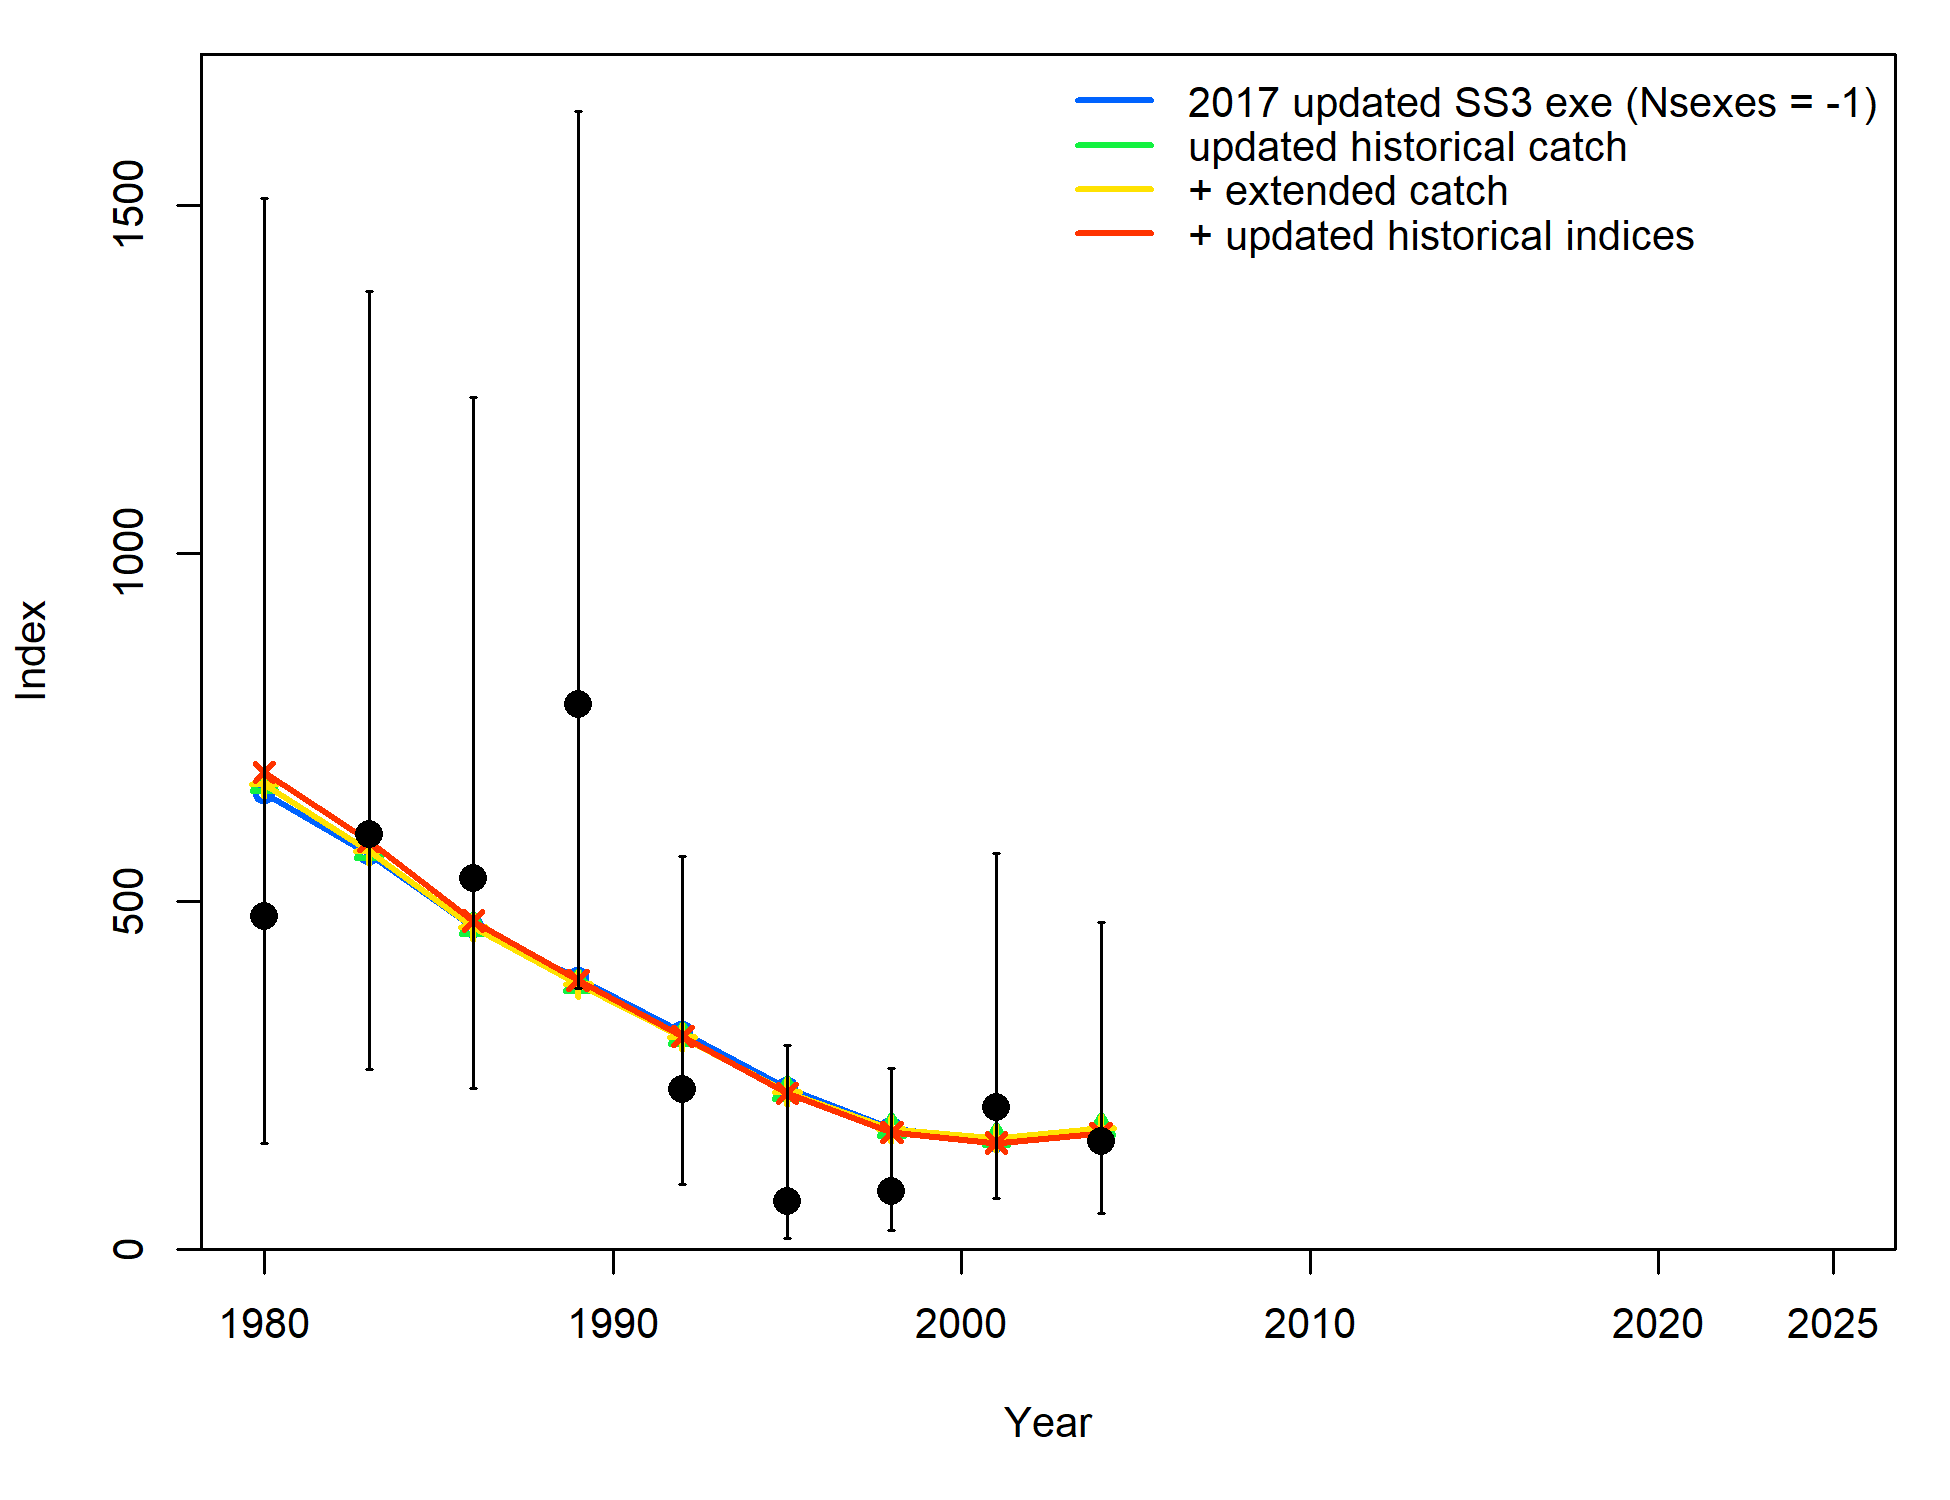 2017 updated SS3 exe (Nsexes = -1)
updated historical catch
+ extended catch
+ updated historical indices
1500
1000
500
0
Index
1980 1990 2000 2010 2020 2025
Year